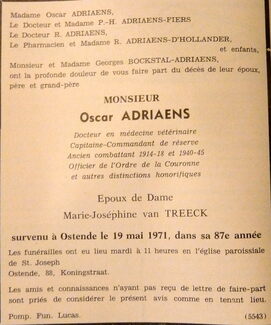 Madame Oscar ADRIAENS,
Le Docteur et Madame P.-H. ADRIAENS-FIERS
Le Docteur R. ADRIAENS,
Le Pharmacien et Madame R. ADRIAENS-D'HOLLANDER,
et enfants,
Monsieur et Madame Georges BOCKSTAL-ADRIAENS,
ont la profonde douleur de vous faire part du décès de leur époux,
père et grand-père
MONSIEUR
Oscar ADRIAENS
Docteur en médecine vétérinaire
Capitaine-Commandant de réserve
Ancien combattant 1914-18 et 1940-45
Officier de l'Ordre de la Couronne
et autres distinctions honorifiques
Epoux de Dame
Marie-Joséphine van TREECK
survenu à Ostende le 19 mai 1971, dans sa 87e année
Les funérailles ont eu lieu mardi à 11 heures en l'église paroissiale
de St. Joseph
Ostende, 88, Koningstraat.
Les amis et connaissances n'ayant pas reçu de lettre de faire-part
sont priés de considérer le présent avis comme en tenant lieu.
Pomp. Fun. Lucas. (5543)